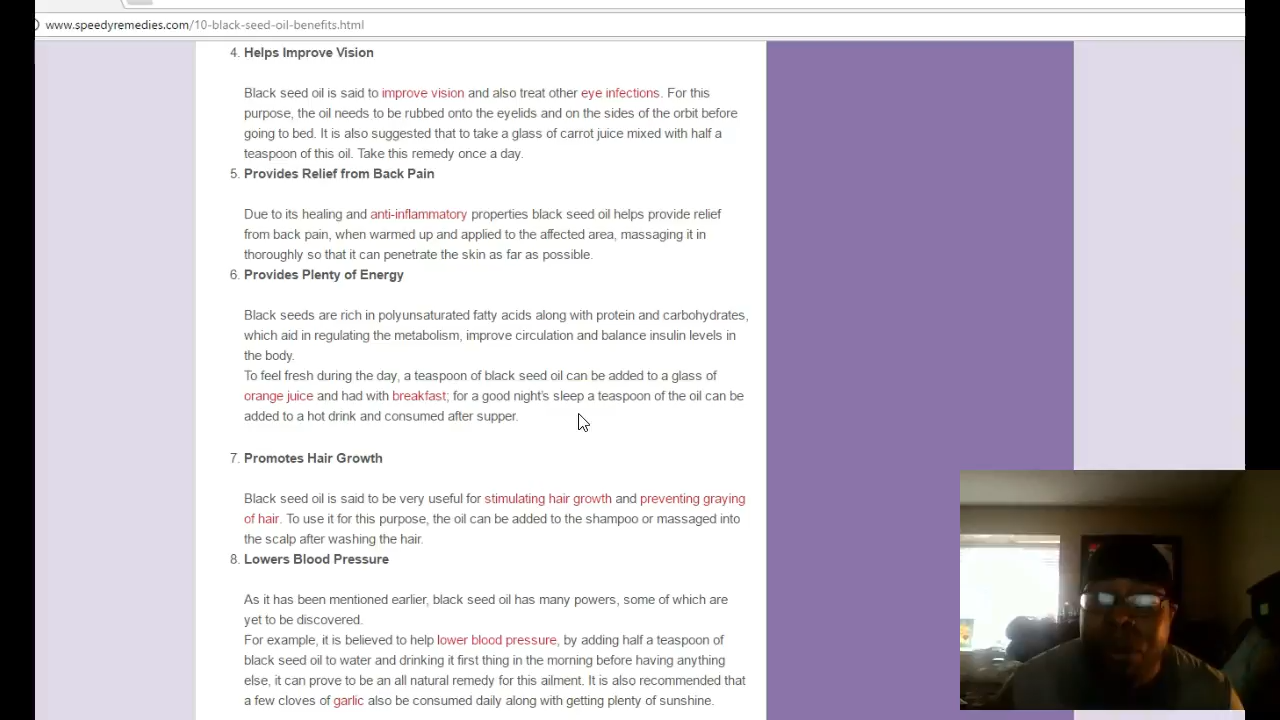 www.speedyremedies.com/10-black-seed-oil-benefits.html
4. Helps Improve Vision
Black seed oil is said to improve vision and also treat other eye infections. For this
purpose, the oil needs to be rubbed onto the eyelids and on the sides of the orbit before
going to bed. It is also suggested that to take a glass of carrot juice mixed with half a
teaspoon of this oil. Take this remedy once a day.
5. Provides Relief from Back Pain
Due to its healing and anti-inflammatory properties black seed oil helps provide relief
from back pain, when warmed up and applied to the affected area, massaging it in
thoroughly so that it can penetrate the skin as far as possible.
6. Provides Plenty of Energy
Black seeds are rich in polyunsaturated fatty acids along with protein and carbohydrates,
which aid in regulating the metabolism, improve circulation and balance insulin levels in
the body.
To feel fresh during the day, a teaspoon of black seed oil can be added to a glass of
orange juice and had with breakfast; for a good night's sleep a teaspoon of the oil can be
added to a hot drink and consumed after supper.
7. Promotes Hair Growth
Black seed oil is said to be very useful for stimulating hair growth and preventing graying
of hair. To use it for this purpose, the oil can be added to the shampoo or massaged into
the scalp after washing the hair.
8. Lowers Blood Pressure
As it has been mentioned earlier, black seed oil has many powers, some of which are
yet to be discovered.
For example, it is believed to help lower blood pressure, by adding half a teaspoon of
black seed oil to water and drinking it first thing in the morning before having anything
else, it can prove to be an all natural remedy for this ailment. It is also recommended that
a few cloves of garlic also be consumed daily along with getting plenty of sunshine.